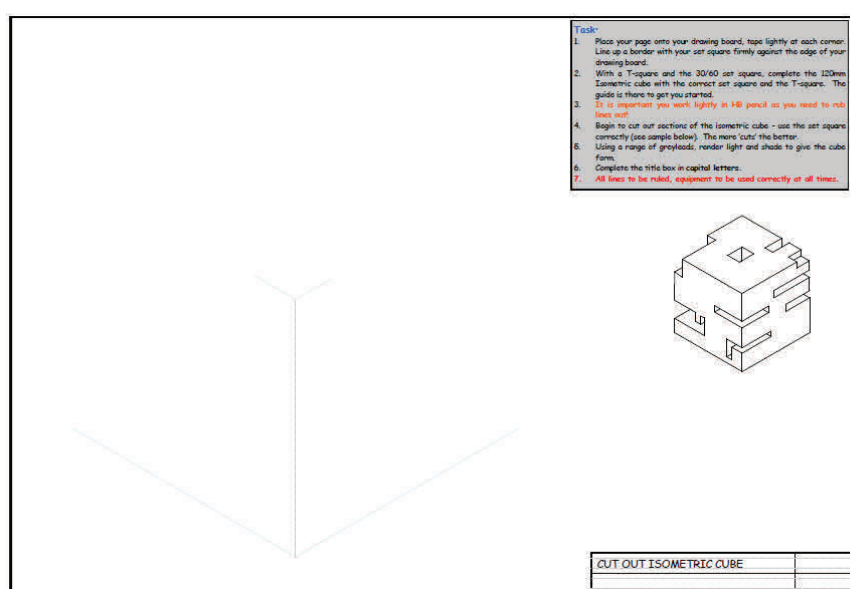 Task:
1. Place your page onto your drawing board, tape lightly at each corner.
Line up a border with your set square firmly against the edge of your
drawing board.
2. With a T-square and the 30/60 set square, complete the 120mm
Isometric cube with the correct set square and the T-square. The
guide is there to get you started.
3. It is important you work lightly in HB pencil as you need to rub
lines out!
4. Begin to cut out sections of the isometric cube - use the set square
correctly (see sample below). The more 'cuts' the better.
5. Using a range of greyleads, render light and shade to give the cube
form.
6. Complete the title box in capital letters.
7. All lines to be ruled, equipment to be used correctly at all times.
CUT OUT ISOMETRIC CUBE